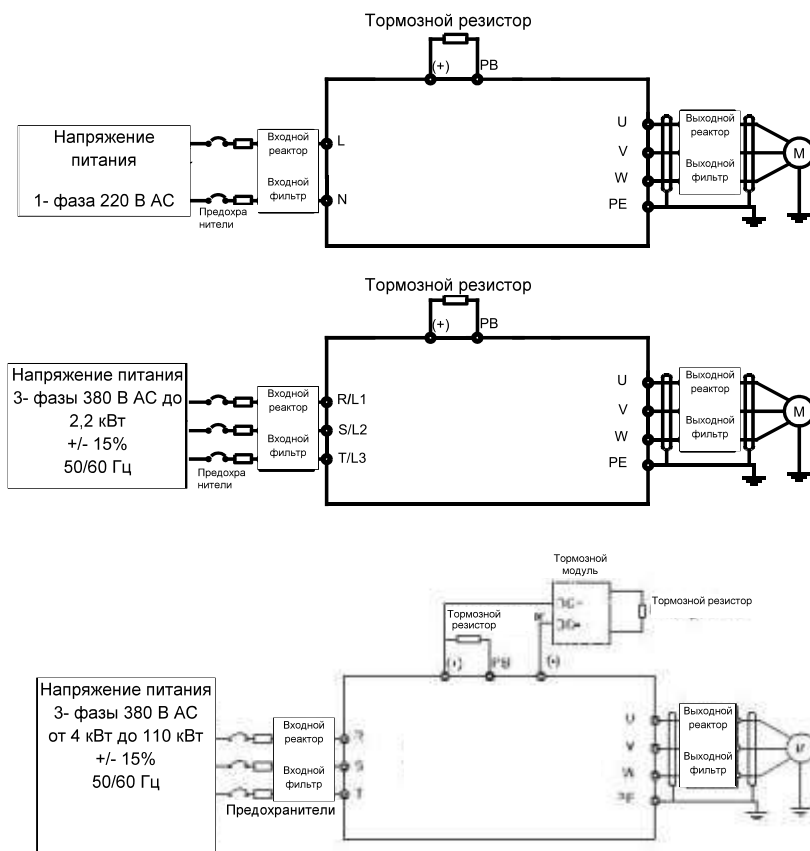 Тормозной резистор
(+)
PB
Напряжение
питания
1- фаза 220 В АС
Предохра
нители
Входной
реактор
Входной
фильтр
L
N
U
V
W
PE
Выходной
реактор
Выходной
фильтр
M
Тормозной резистор
(+)
PB
Напряжение питания
3- фазы 380 В АС до
2,2 кВт
+/- 15%
50/60 Гц
Предохра
нители
Входной
реактор
Входной
фильтр
R/L1
S/L2
T/L3
U
V
W
PE
Выходной
реактор
Выходной
фильтр
M
Тормозной
модуль
Тормозной резистор
Тормозной
резистор
(+)
PB
(-)
Напряжение питания
3- фазы 380 В АС
от 4 кВт до 110 кВт
+/- 15%
50/60 Гц
Предохранители
Входной
реактор
Входной
фильтр
R
S
T
U
V
W
PE
Выходной
реактор
Выходной
фильтр
M